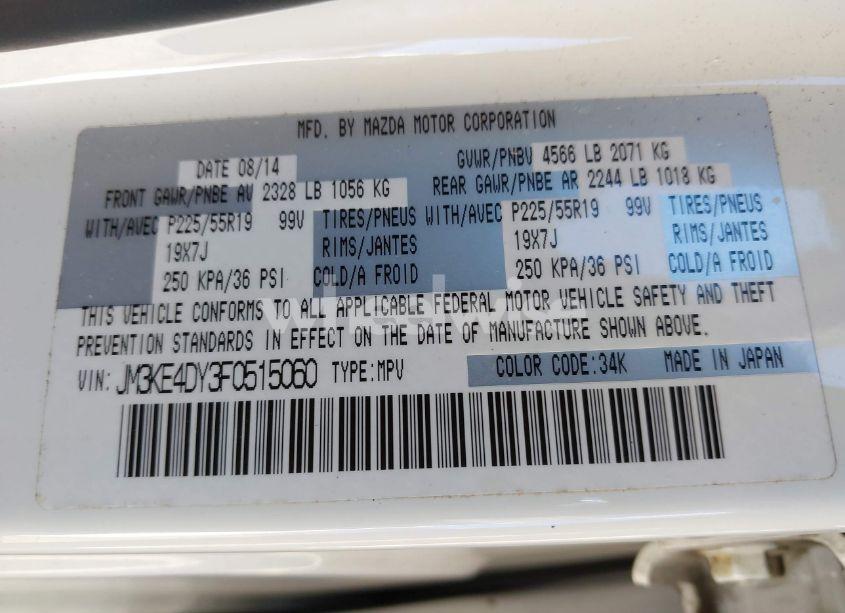 MFD. BY MAZDA MOTOR CORPORATION
DATE 08/14 GVWR/PNBV 4566 LB 2071 KG
FRONT GAWR/PNBE AV 2328 LB 1056 KG REAR GAWR/PNBE AR 2244 LB 1018 KG
WITH/AVEC P225/55R19 99V TIRES/PNEUS WITH/AVEC P225/55R19 99V TIRES/PNEUS
19X7J RIMS/JANTES 19X7J RIMS/JANTES
250 KPA/36 PSI COLD/A FROID 250 KPA/36 PSI COLD/A FROID
THIS VEHICLE CONFORMS TO ALL APPLICABLE FEDERAL MOTOR VEHICLE SAFETY AND THEFT
PREVENTION STANDARDS IN EFFECT ON THE DATE OF MANUFACTURE SHOWN ABOVE.
VIN: JM3KE4DY3F0515060 TYPE:MPV COLOR CODE:34K MADE IN JAPAN